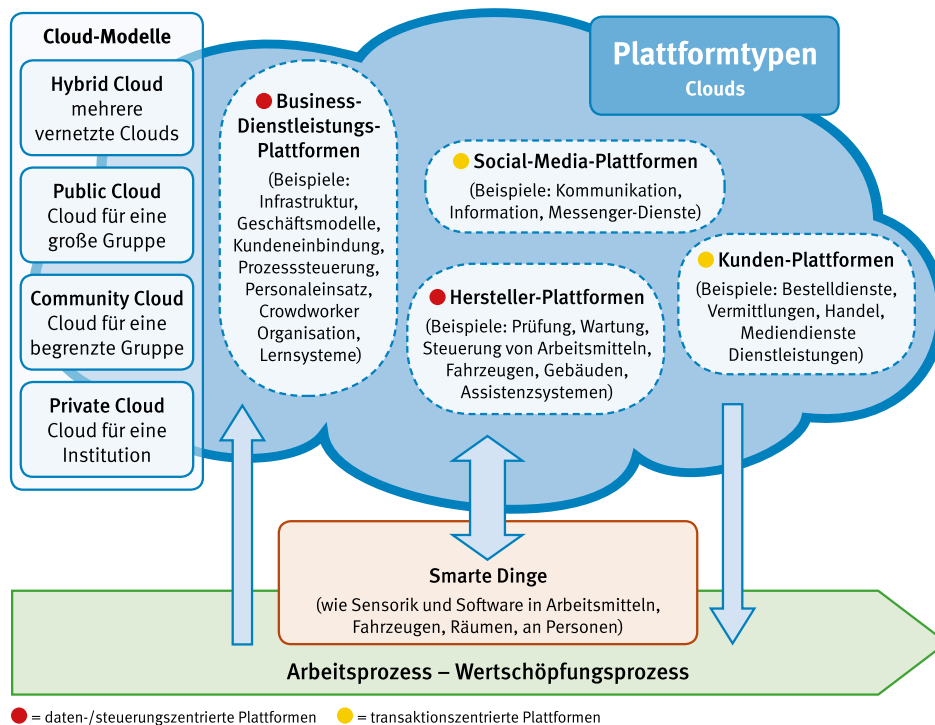 Cloud-Modelle
Hybrid Cloud
mehrere
vernetzte Clouds
Public Cloud
Cloud für eine
große Gruppe
Community Cloud
Cloud für eine
begrenzte Gruppe
Private Cloud
Cloud für eine
Institution
Plattformtypen
Clouds
Business-
Dienstleistungs-
Plattformen
(Beispiele:
Infrastruktur,
Geschäftsmodelle,
Kundeneinbindung,
Prozesssteuerung,
Personaleinsatz,
Crowdworker
Organisation,
Lernsysteme)
Social-Media-Plattformen
(Beispiele: Kommunikation,
Information, Messenger-Dienste)
Hersteller-Plattformen
(Beispiele: Prüfung, Wartung,
Steuerung von Arbeitsmitteln,
Fahrzeugen, Gebäuden,
Assistenzsystemen)
Kunden-Plattformen
(Beispiele: Bestelldienste,
Vermittlungen, Handel,
Mediendienste
Dienstleistungen)
Smarte Dinge
(wie Sensorik und Software in Arbeitsmitteln,
Fahrzeugen, Räumen, an Personen)
Arbeitsprozess – Wertschöpfungsprozess
= daten-/steuerungszentrierte Plattformen
= transaktionszentrierte Plattformen